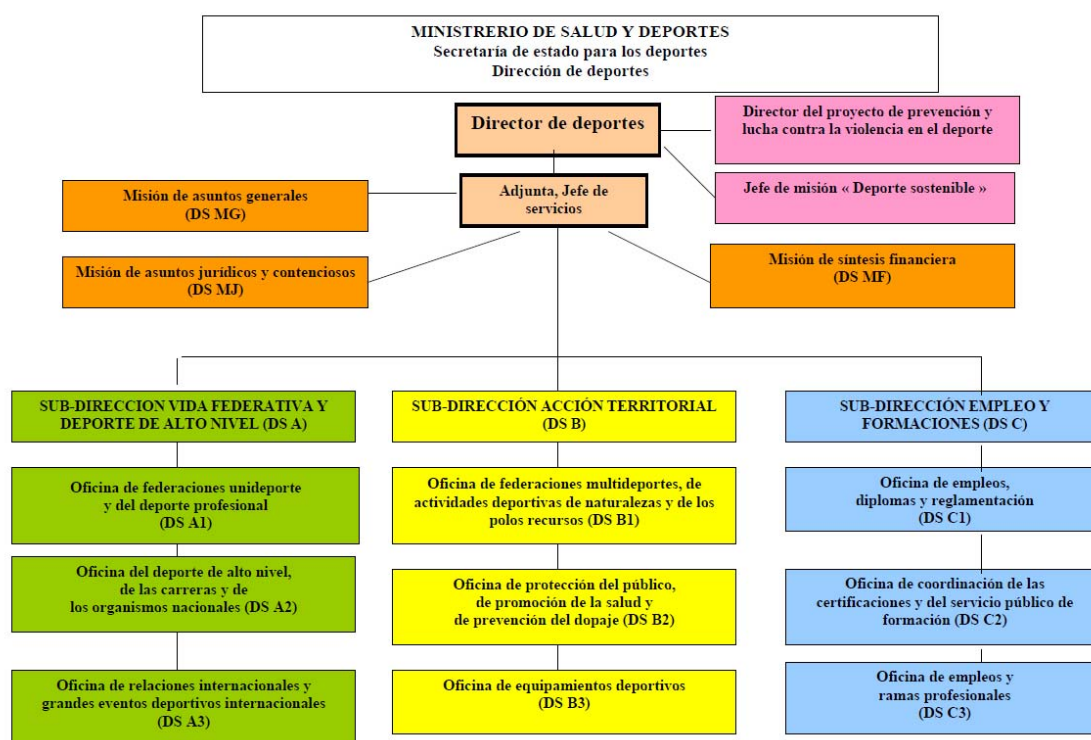 MINISTRERIO DE SALUD Y DEPORTES
Secretaría de estado para los deportes
Dirección de deportes
Director de deportes
Director del proyecto de prevención y
lucha contra la violencia en el deporte
Jefe de misión « Deporte sostenible »
Adjunta, Jefe de
servicios
Misión de asuntos generales
(DS MG)
Misión de asuntos jurídicos y contenciosos
(DS MJ)
Misión de síntesis financiera
(DS MF)
SUB-DIRECCION VIDA FEDERATIVA Y
DEPORTE DE ALTO NIVEL (DS A)
Oficina de federaciones unideporte
y del deporte profesional
(DS A1)
Oficina del deporte de alto nivel,
de las carreras y de
los organismos nacionales (DS A2)
Oficina de relaciones internacionales y
grandes eventos deportivos internacionales
(DS A3)
SUB-DIRECCIÓN ACCIÓN TERRITORIAL
(DS B)
Oficina de federaciones multideportes, de
actividades deportivas de naturalezas y de los
polos recursos (DS B1)
Oficina de protección del público,
de promoción de la salud y
de prevención del dopaje (DS B2)
Oficina de equipamientos deportivos
(DS B3)
SUB-DIRECCIÓN EMPLEO Y
FORMACIONES (DS C)
Oficina de empleos,
diplomas y reglamentación
(DS C1)
Oficina de coordinación de las
certificaciones y del servicio público de
formación (DS C2)
Oficina de empleos y
ramas profesionales
(DS C3)